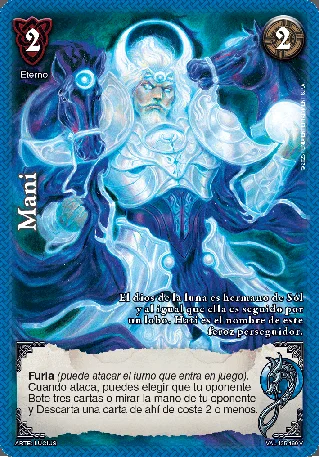 2
2
Eterno
Mani
El dios de la luna es hermano de Sól
y al igual que ella es seguido por
un lobo. Hati es el nombre de este
feroz perseguidor.
Furia (puede atacar el turno que entra en juego).
Cuando ataca, puedes elegir que tu oponente
Bote tres cartas o mirar la mano de tu oponente
y Descarta una carta de ahí de coste 2 o menos.